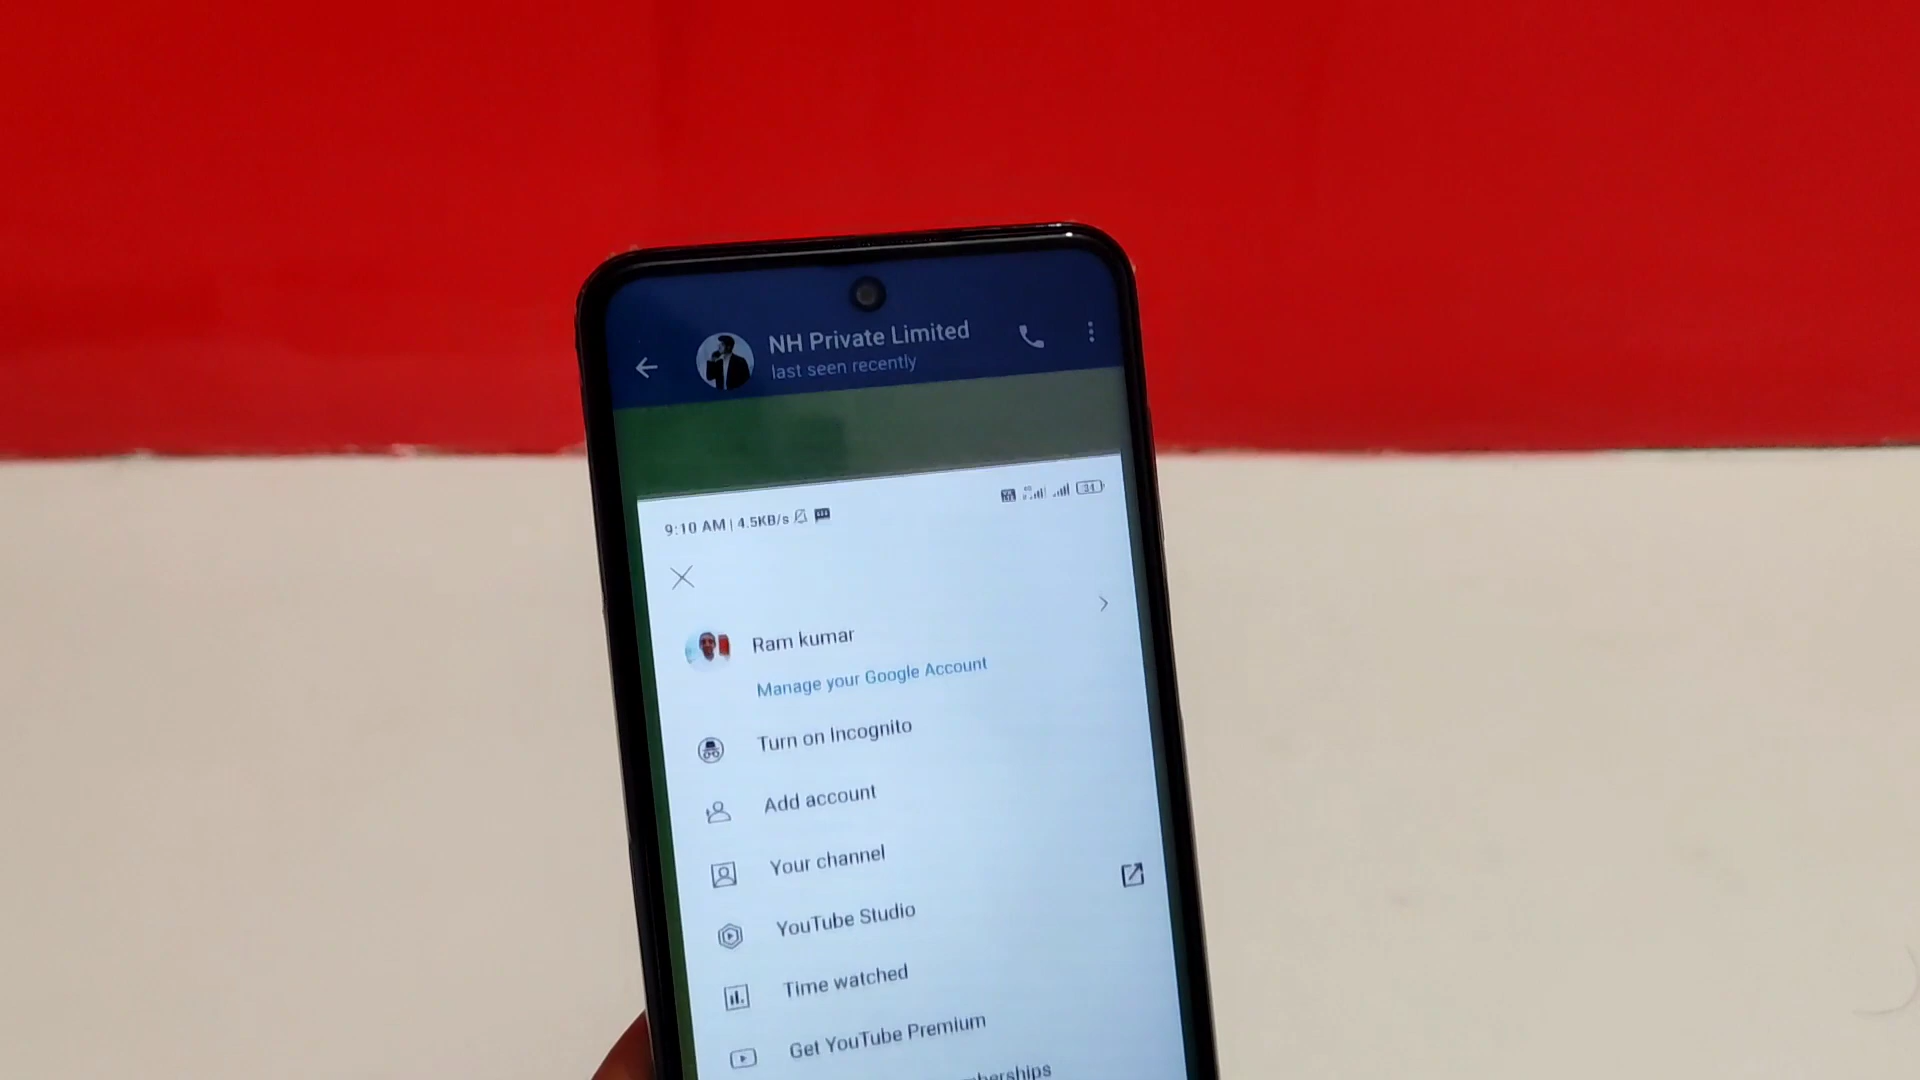 NH Private Limited
last seen recently
9:10 AM | 4.5KB/s
34
Ram kumar
Manage your Google Account
Turn on Incognito
Add account
Your channel
YouTube Studio
Time watched
Get YouTube Premium